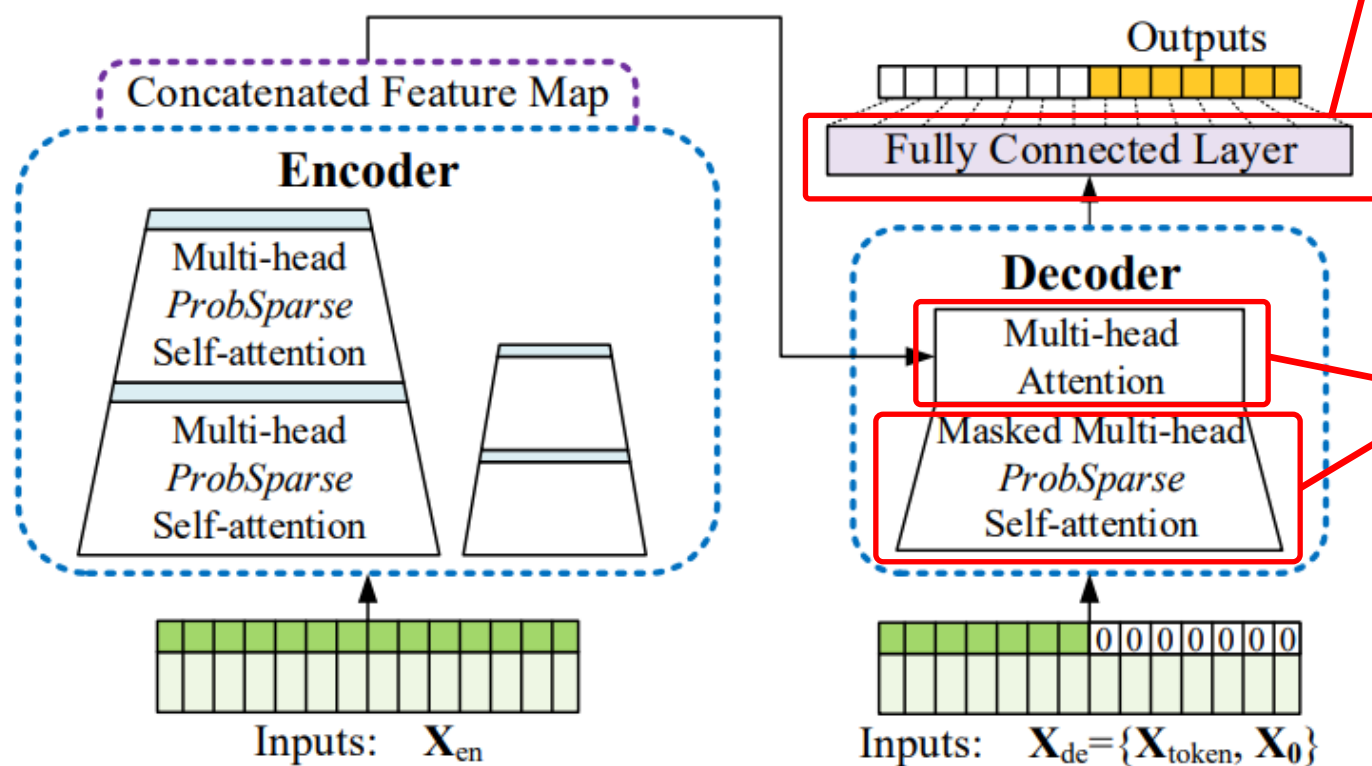 Concatenated Feature Map
Encoder
Multi-head
ProbSparse
Self-attention
Multi-head
ProbSparse
Self-attention
Inputs: Xen
Outputs
Fully Connected Layer
Decoder
Multi-head
Attention
Masked Multi-head
ProbSparse
Self-attention
0 0 0 0 0 0 0
Inputs: Xde={Xtoken, X0}